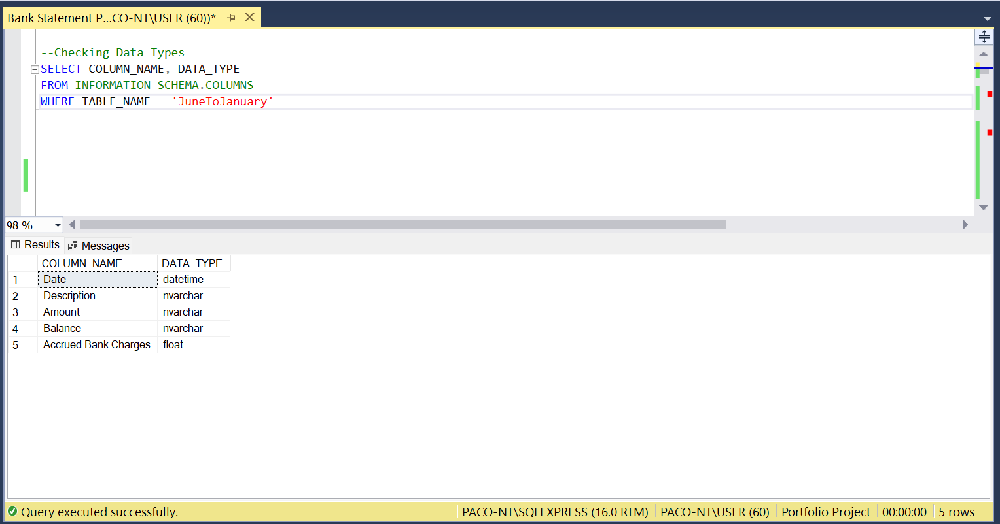 Bank Statement P...CO-NT\USER (60))*
--Checking Data Types
SELECT COLUMN_NAME, DATA_TYPE
FROM INFORMATION_SCHEMA.COLUMNS
WHERE TABLE_NAME = 'JuneToJanuary'
98 %
Results Messages
COLUMN_NAME DATA_TYPE
1 Date datetime
2 Description nvarchar
3 Amount nvarchar
4 Balance nvarchar
5 Accrued Bank Charges float
Query executed successfully. PACO-NT\SQLEXPRESS (16.0 RTM) PACO-NT\USER (60) Portfolio Project 00:00:00 5 rows